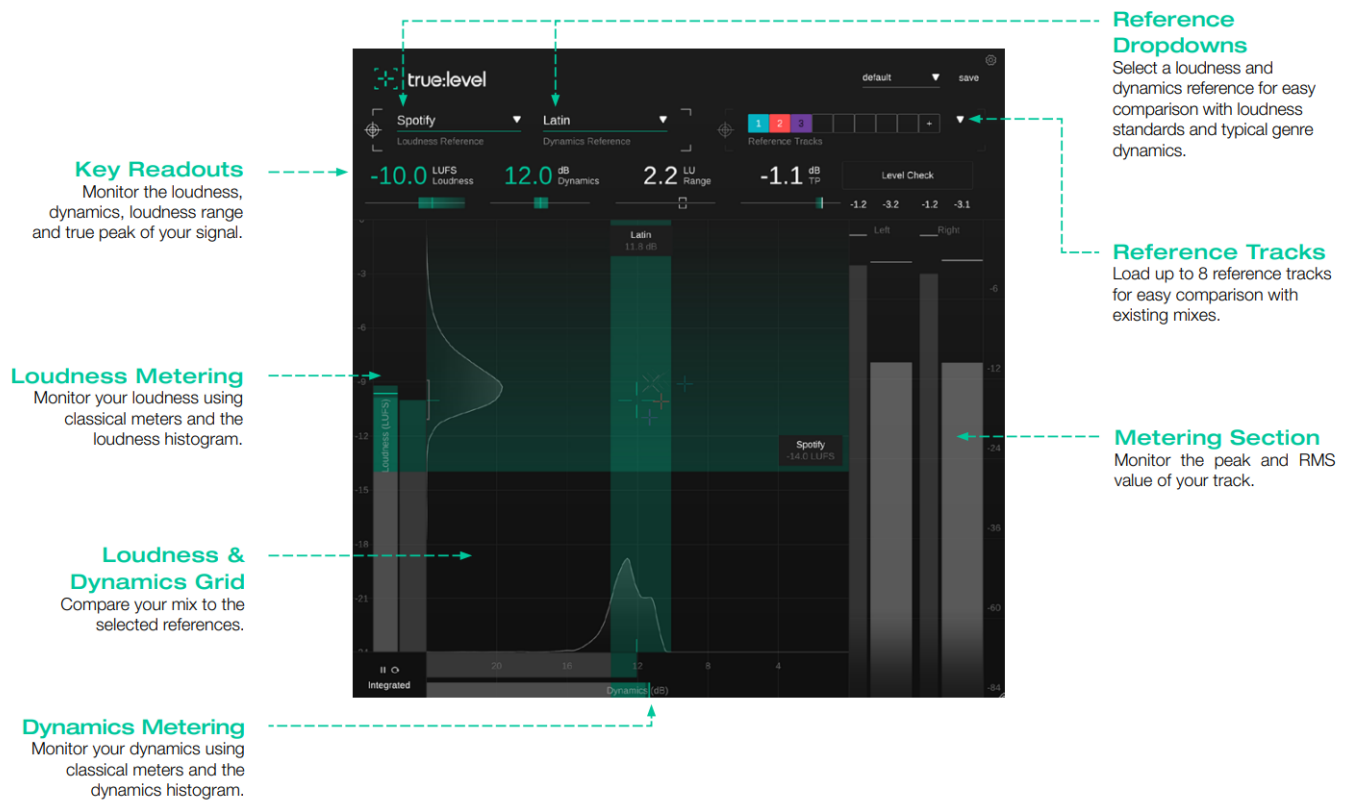 Reference
Dropdowns
Select a loudness and
dynamics reference for easy
comparison with loudness
standards and typical genre
dynamics.
true:level
default
save
Spotify
Latin
1 2 3 +
Loudness Reference
Dynamics Reference
Reference Tracks
Key Readouts
Monitor the loudness,
dynamics, loudness range
and true peak of your signal.
-10.0 LUFS Loudness
12.0 dB Dynamics
2.2 LU Range
-1.1 dB TP
Level Check
-1.2 -3.2 -1.2 -3.1
Left Right
Latin
11.8 dB
Reference Tracks
Load up to 8 reference tracks
for easy comparison with
existing mixes.
-3
-6
-9
-12
-15
-18
-21
-24
Loudness (LUFS)
Loudness Metering
Monitor your loudness using
classical meters and the
loudness histogram.
Spotify
-14.0 LUFS
-6
-12
-24
-36
-60
-84
Metering Section
Monitor the peak and RMS
value of your track.
Loudness &
Dynamics Grid
Compare your mix to the
selected references.
20 16 12 8 4
Integrated
Dynamics (dB)
Dynamics Metering
Monitor your dynamics using
classical meters and the
dynamics histogram.